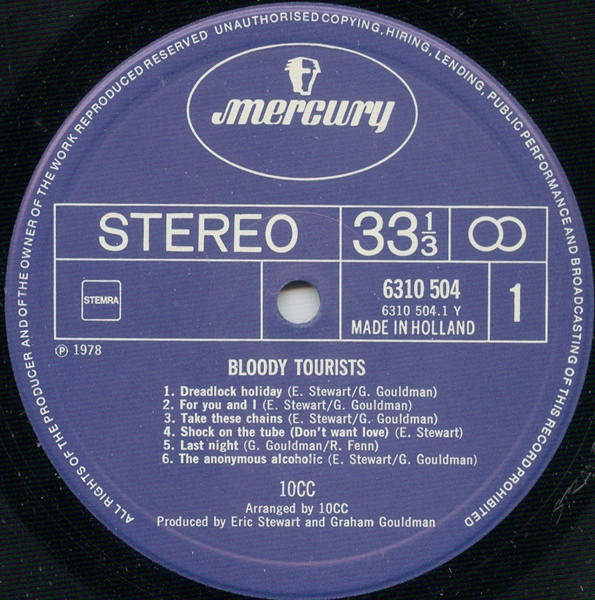 ALL RIGHTS OF THE PRODUCER AND OF THE OWNER OF THE WORK REPRODUCED RESERVED UNAUTHORISED COPYING, HIRING, LENDING, PUBLIC PERFORMANCE AND BROADCASTING OF THIS RECORD PROHIBITED
mercury
STEREO 33 1/3
STEMRA
6310 504
6310 504.1 Y
MADE IN HOLLAND
1
Ⓟ 1978
BLOODY TOURISTS
1. Dreadlock holiday (E. Stewart/G. Gouldman)
2. For you and I (E. Stewart/G. Gouldman)
3. Take these chains (E. Stewart/G. Gouldman)
4. Shock on the tube (Don't want love) (E. Stewart)
5. Last night (G. Gouldman/R. Fenn)
6. The anonymous alcoholic (E. Stewart/G. Gouldman)
10CC
Arranged by 10CC
Produced by Eric Stewart and Graham Gouldman